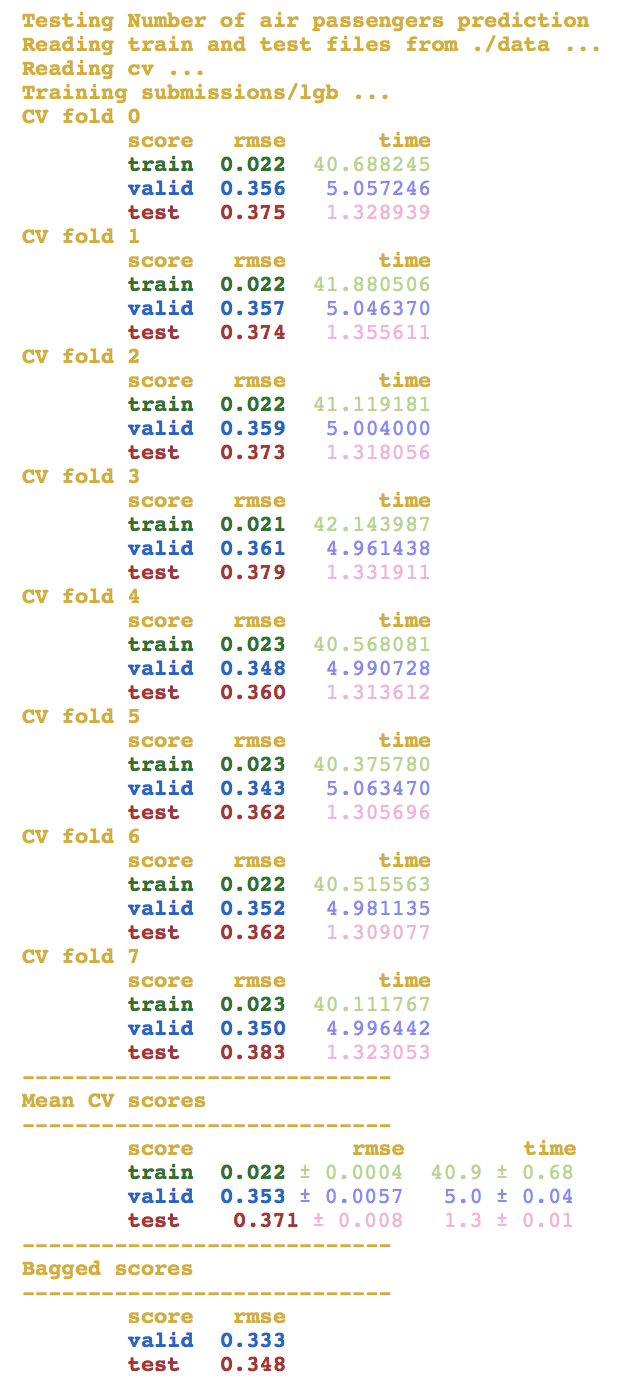 Testing Number of air passengers prediction
Reading train and test files from ./data ...
Reading cv ...
Training submissions/lgb ...
CV fold 0
score rmse time
train 0.022 40.688245
valid 0.356 5.057246
test 0.375 1.328939
CV fold 1
score rmse time
train 0.022 41.880506
valid 0.357 5.046370
test 0.374 1.355611
CV fold 2
score rmse time
train 0.022 41.119181
valid 0.359 5.004000
test 0.373 1.318056
CV fold 3
score rmse time
train 0.021 42.143987
valid 0.361 4.961438
test 0.379 1.331911
CV fold 4
score rmse time
train 0.023 40.568081
valid 0.348 4.990728
test 0.360 1.313612
CV fold 5
score rmse time
train 0.023 40.375780
valid 0.343 5.063470
test 0.362 1.305696
CV fold 6
score rmse time
train 0.022 40.515563
valid 0.352 4.981135
test 0.362 1.309077
CV fold 7
score rmse time
train 0.023 40.111767
valid 0.350 4.996442
test 0.383 1.323053
----------------------------
Mean CV scores
----------------------------
score rmse time
train 0.022 ± 0.0004 40.9 ± 0.68
valid 0.353 ± 0.0057 5.0 ± 0.04
test 0.371 ± 0.008 1.3 ± 0.01
----------------------------
Bagged scores
----------------------------
score rmse
valid 0.333
test 0.348